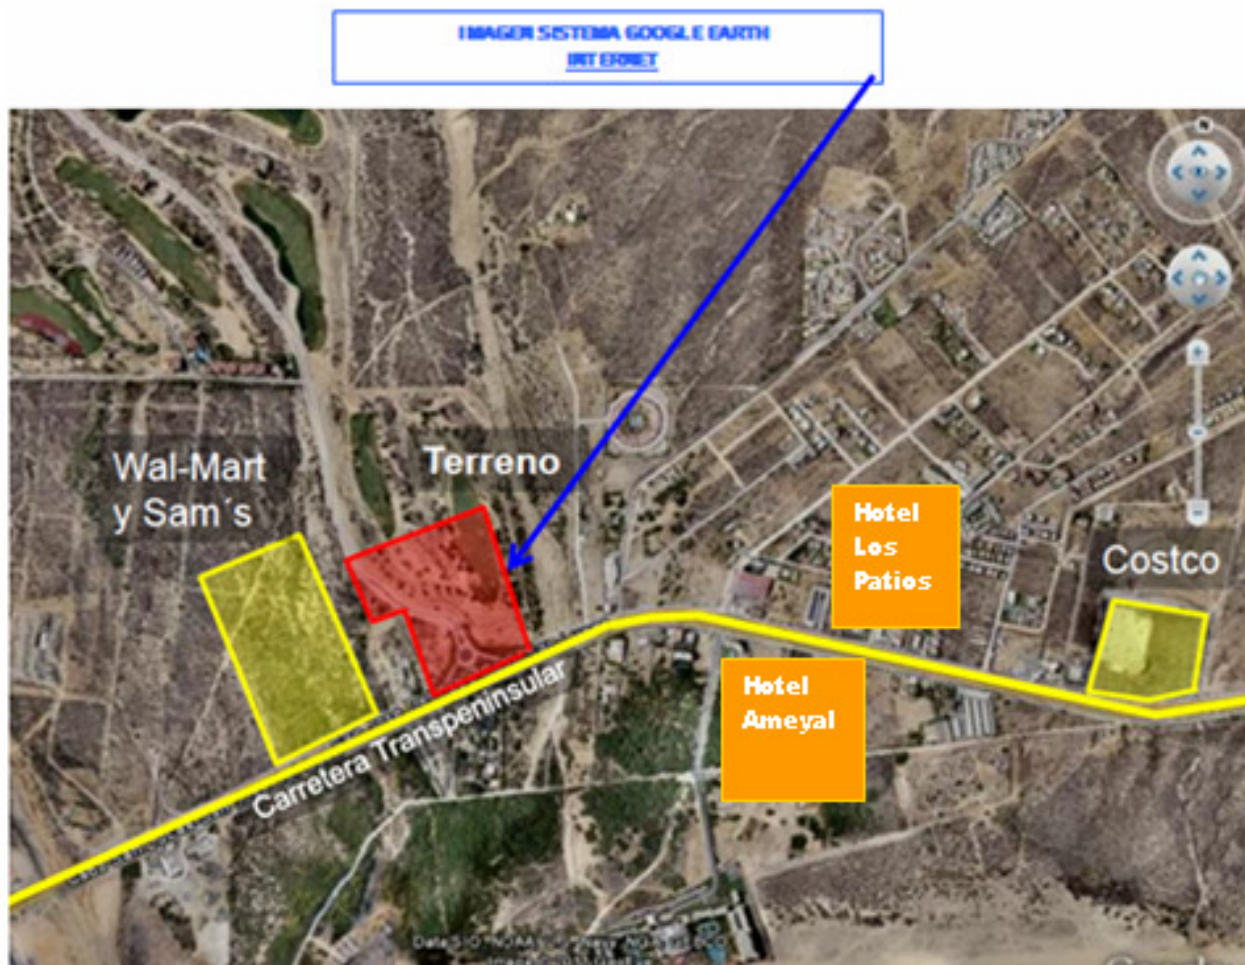 IMAGEN SISTEMA GOOGLE EARTH
INTERNET
N
Wal-Mart
y Sam´s
Terreno
Hotel
Los
Patios
Costco
Hotel
Ameyal
Carretera Transpeninsular